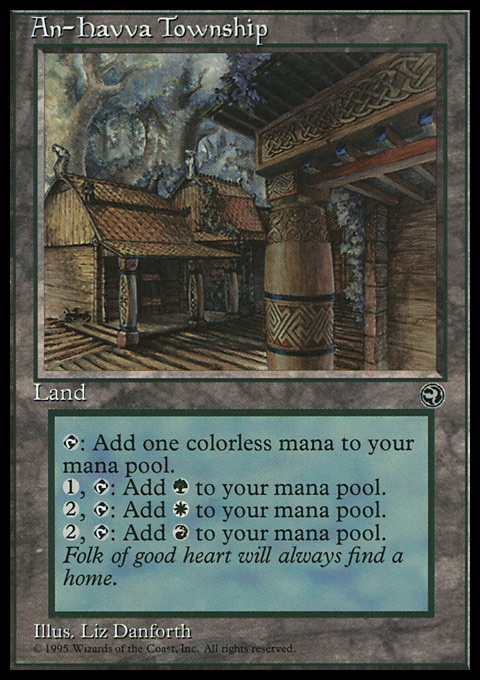 An-Havva Township
Land
: Add one colorless mana to your
mana pool.
1, : Add to your mana pool.
2, : Add to your mana pool.
2, : Add to your mana pool.
Folk of good heart will always find a
home.
Illus. Liz Danforth
© 1995 Wizards of the Coast, Inc. All rights reserved.